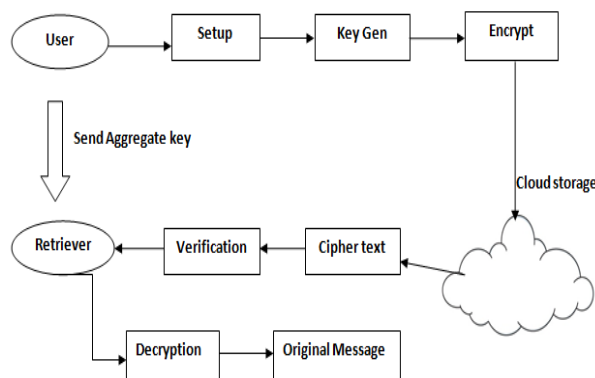 User
Setup
Key Gen
Encrypt
Send Aggregate key
Cloud storage
Retriever
Verification
Cipher text
Decryption
Original Message